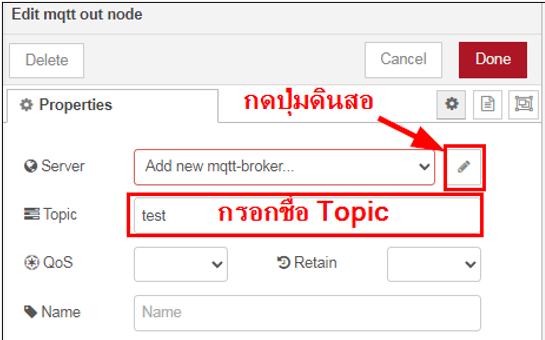 Edit mqtt out node
Delete
Cancel
Done
Properties
กดปุ่มดินสอ
Server
Add new mqtt-broker...
Topic
test
กรอกชื่อ Topic
QoS
Retain
Name
Name